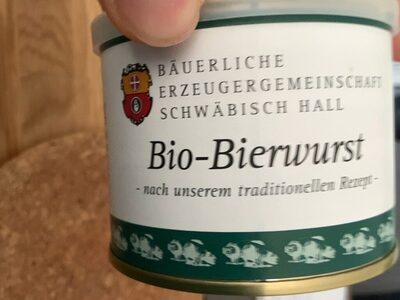 BÄUERLICHE
ERZEUGERGEMEINSCHAFT
SCHWÄBISCH HALL
Bio-Bierwurst
- nach unserem traditionellen Rezept -